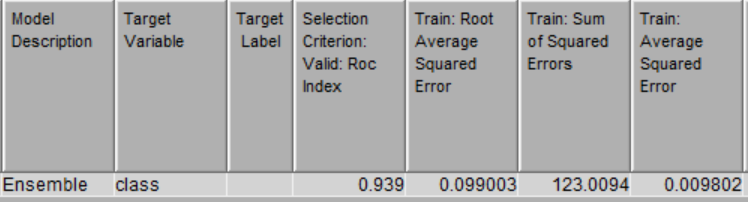 Model Description	Target Variable	Target Label	Selection Criterion: Valid: Roc Index	Train: Root Average Squared Error	Train: Sum of Squared Errors	Train: Average Squared Error
Ensemble	class		0.939	0.099003	123.0094	0.009802